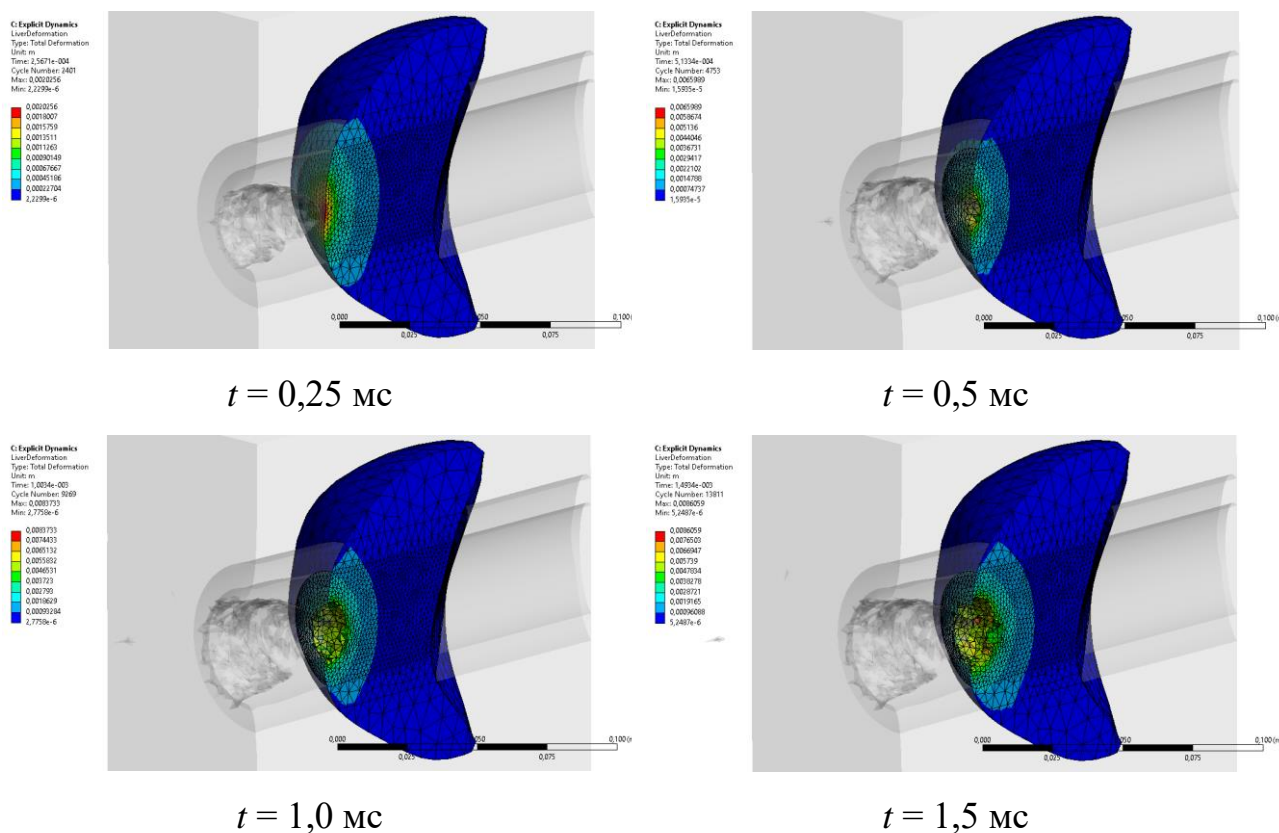 C: Explicit Dynamics
LiverDeformation
Type: Total Deformation
Unit: m
Time: 2,5671e-004
Cycle Number: 2401
Max: 0,0020256
Min: 2,2299e-6
0,0020256
0,0018007
0,0015759
0,0013511
0,0011263
0,00090149
0,00067667
0,00045186
0,00022704
2,2299e-6
0,000
0,025
,050
0,075
0,100 (
t = 0,25 мс
C: Explicit Dynamics
LiverDeformation
Type: Total Deformation
Unit: m
Time: 5,1334e-004
Cycle Number: 4753
Max: 0,0065989
Min: 1,5935e-5
0,0065989
0,0058674
0,005136
0,0044046
0,0036731
0,0029417
0,0022102
0,0014788
0,00074737
1,5935e-5
0,000
0,025
,050
0,075
0,100 (
t = 0,5 мс
C: Explicit Dynamics
LiverDeformation
Type: Total Deformation
Unit: m
Time: 1,0034e-003
Cycle Number: 9269
Max: 0,0083733
Min: 2,7758e-6
0,0083733
0,0074433
0,0065132
0,0055832
0,0046531
0,003723
0,002793
0,0018629
0,00093284
2,7758e-6
0,000
0,025
,050
0,075
0,100 (
t = 1,0 мс
C: Explicit Dynamics
LiverDeformation
Type: Total Deformation
Unit: m
Time: 1,4934e-003
Cycle Number: 13811
Max: 0,0086059
Min: 5,2487e-6
0,0086059
0,0076503
0,0066947
0,005739
0,0047834
0,0038278
0,0028721
0,0019165
0,00096088
5,2487e-6
0,000
0,025
,050
0,075
0,100 (
t = 1,5 мс